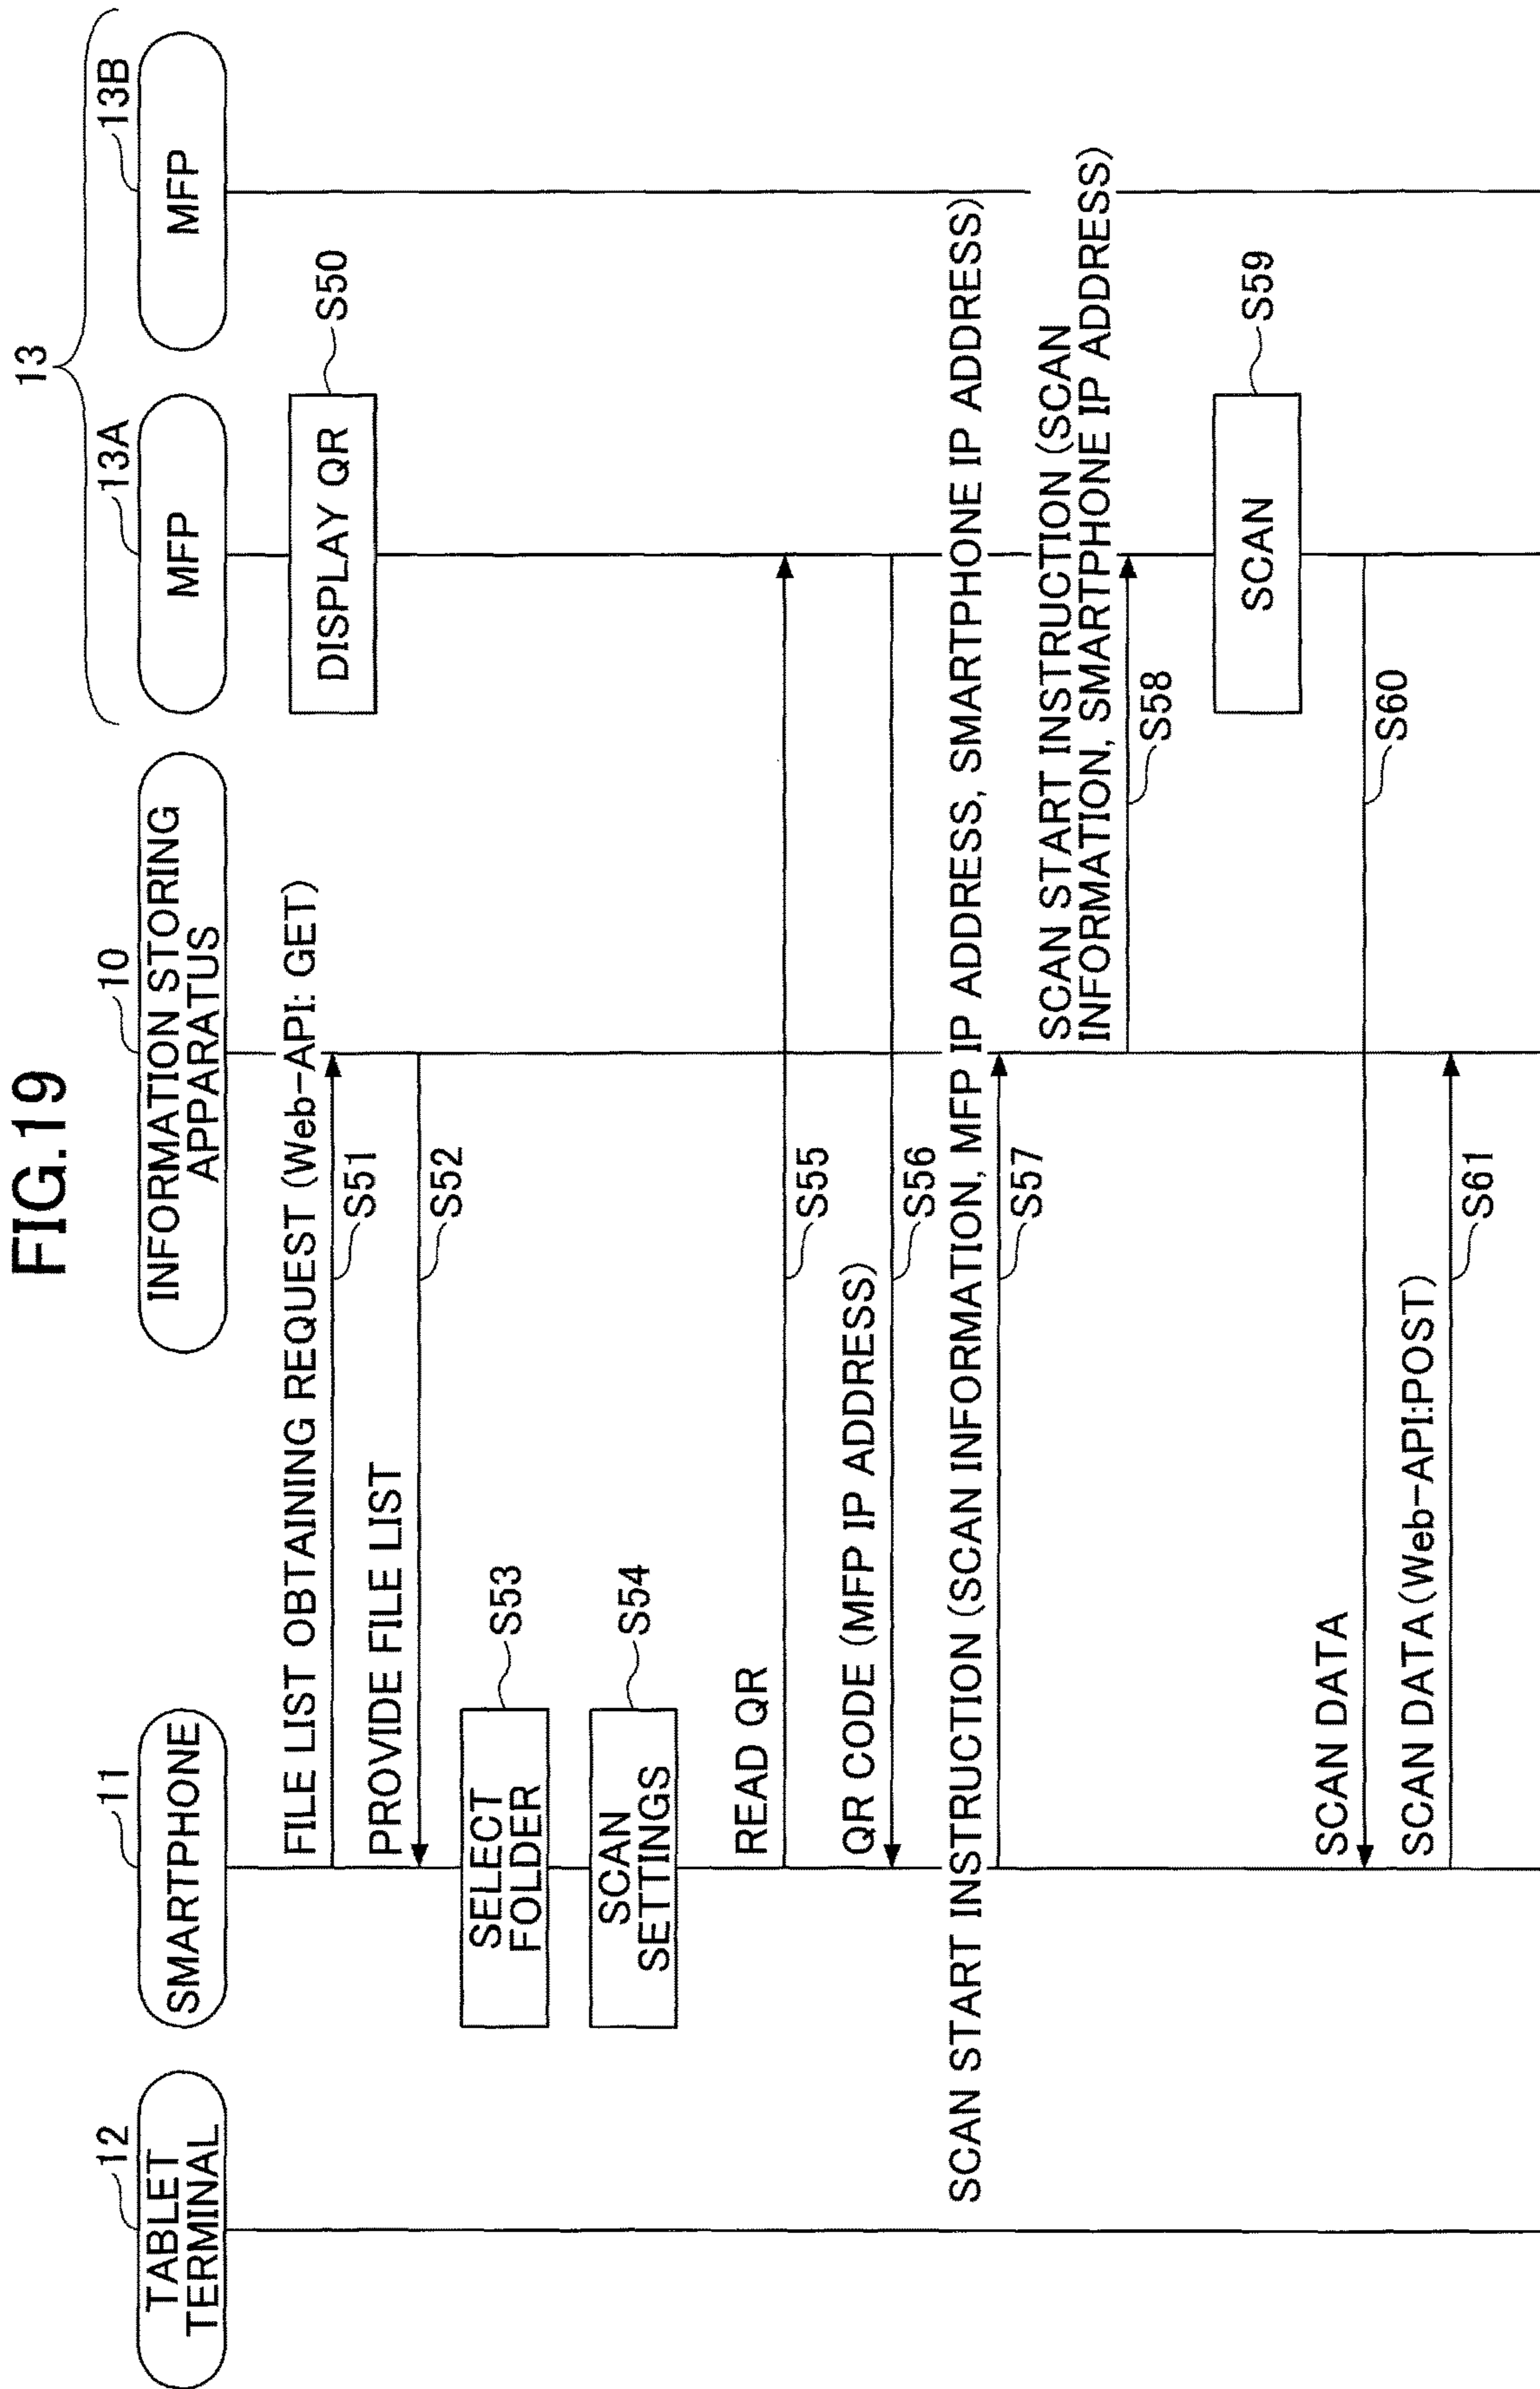 FIG.19
12
TABLET
TERMINAL
11
SMARTPHONE
10
INFORMATION STORING
APPARATUS
13
13A
MFP
13B
MFP
DISPLAY QR
S50
FILE LIST OBTAINING REQUEST (Web-API: GET)
S51
PROVIDE FILE LIST
S52
SELECT
FOLDER
S53
SCAN
SETTINGS
S54
READ QR
S55
QR CODE (MFP IP ADDRESS)
S56
SCAN START INSTRUCTION (SCAN INFORMATION, MFP IP ADDRESS, SMARTPHONE IP ADDRESS)
S57
SCAN START INSTRUCTION (SCAN
INFORMATION, SMARTPHONE IP ADDRESS)
S58
SCAN
S59
SCAN DATA
S60
SCAN DATA(Web-API:POST)
S61